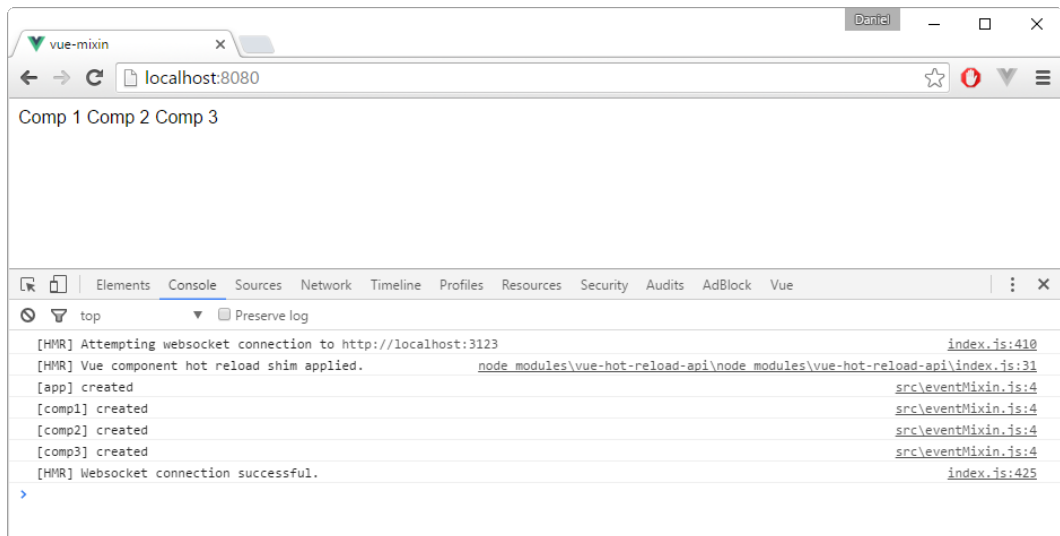 Daniel
vue-mixin
localhost:8080
Comp 1 Comp 2 Comp 3
Elements Console Sources Network Timeline Profiles Resources Security Audits AdBlock Vue
top Preserve log
[HMR] Attempting websocket connection to http://localhost:3123 index.js:410
[HMR] Vue component hot reload shim applied. node_modules\vue-hot-reload-api\node_modules\vue-hot-reload-api\index.js:31
[app] created src\eventMixin.js:4
[comp1] created src\eventMixin.js:4
[comp2] created src\eventMixin.js:4
[comp3] created src\eventMixin.js:4
[HMR] Websocket connection successful. index.js:425